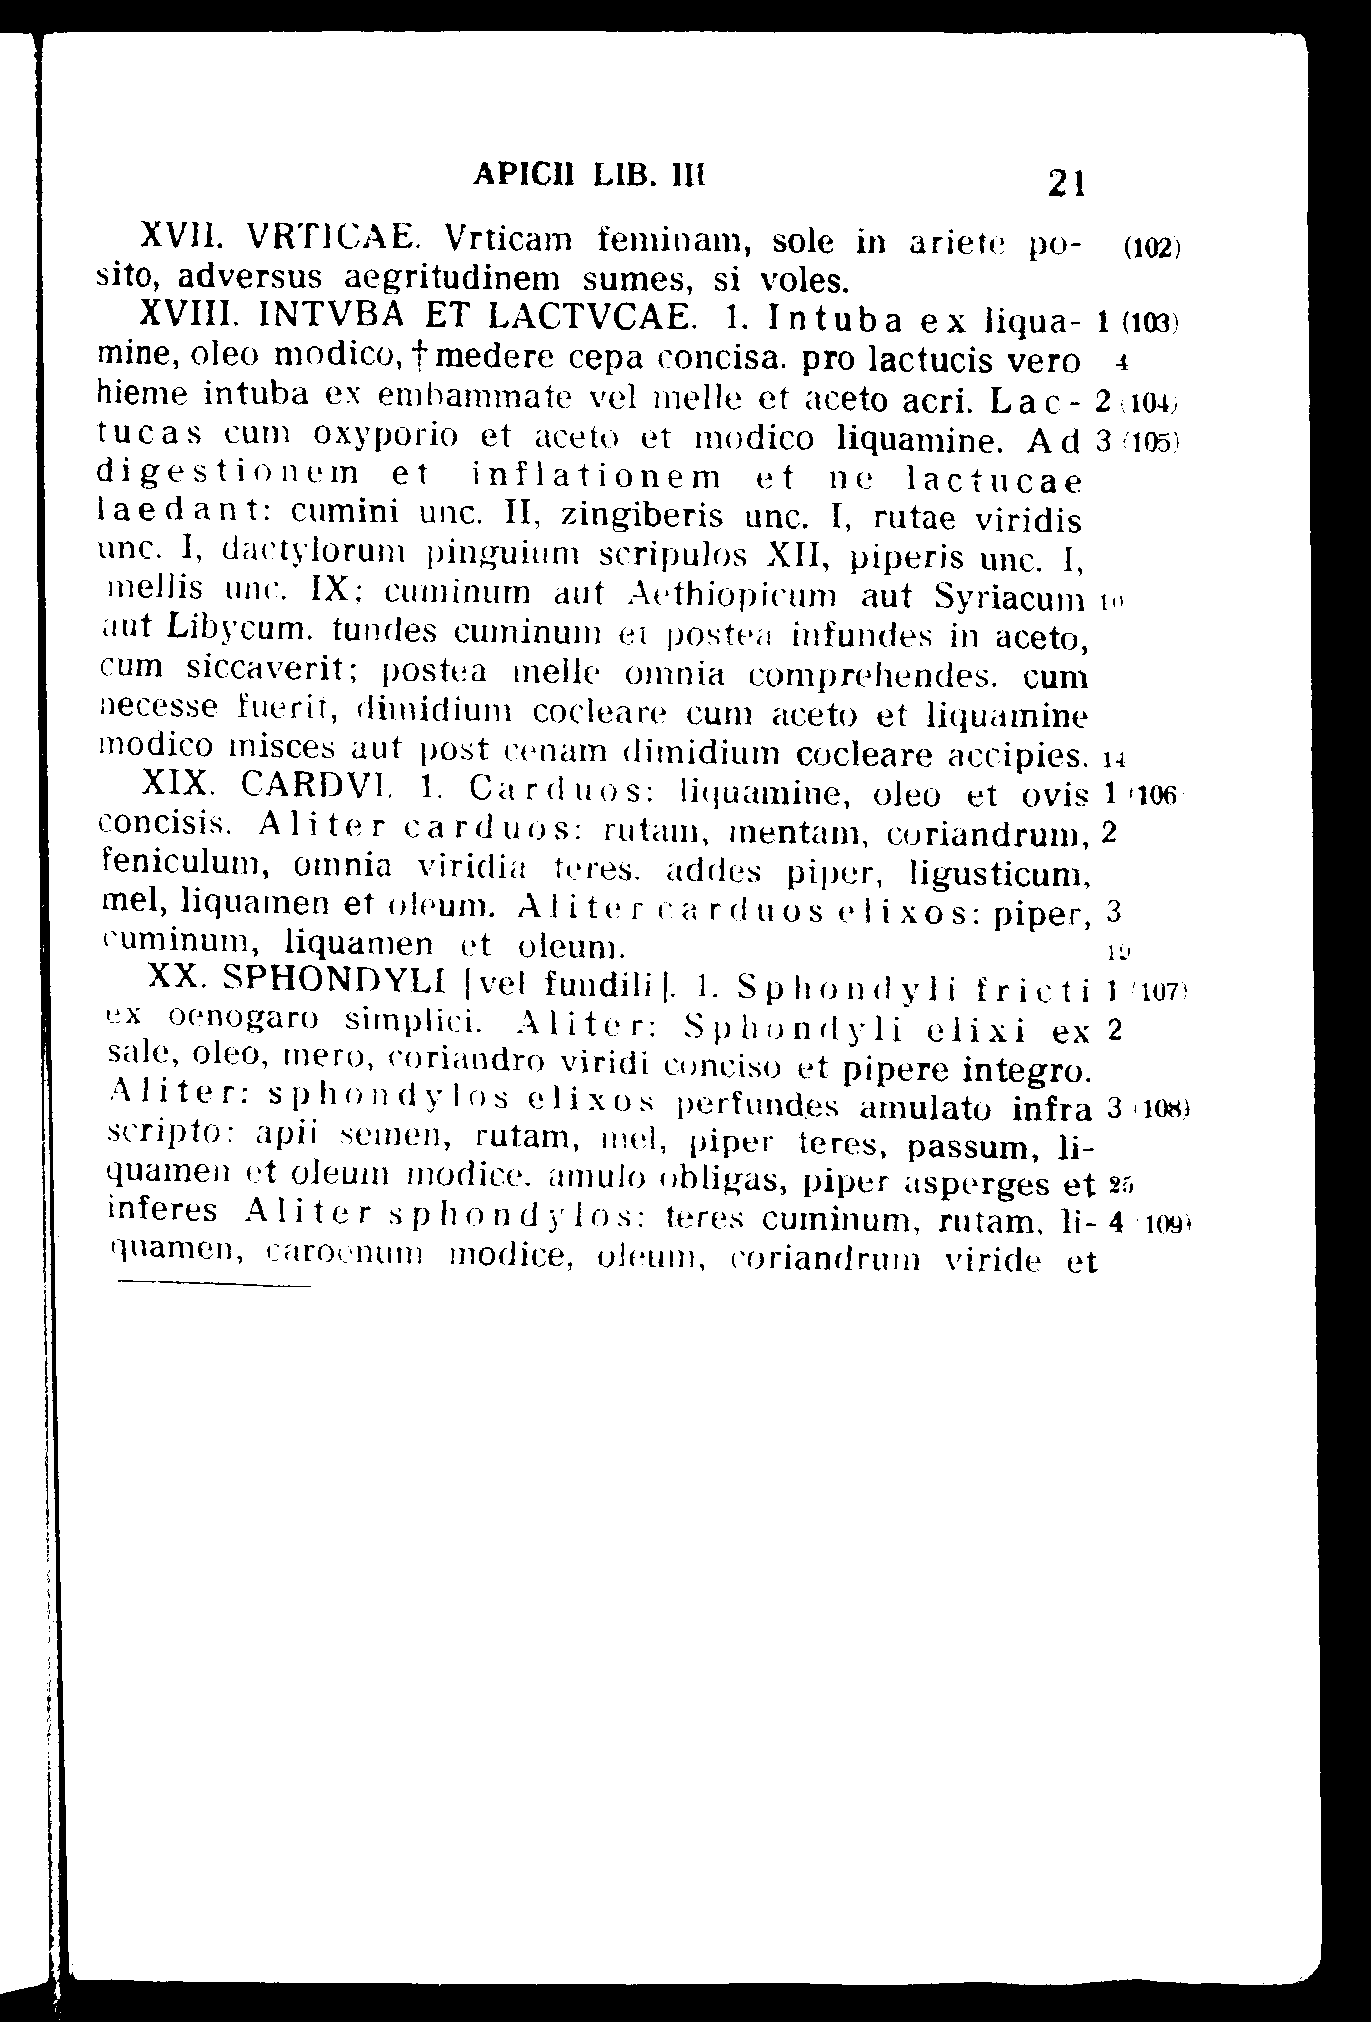 APICII LIB. III 21
XVII. VRTICAE. Vrticam feminam, sole in ariete po- (102)
sito, adversus aegritudinem sumes, si voles.
XVIII. INTVBA ET LACTVCAE. 1. Intuba ex liqua- 1 (103)
mine, oleo modico, †medere cepa concisa. pro lactucis vero 4
hieme intuba ex embammate vel melle et aceto acri. Lac- 2 (104)
tucas cum oxyporio et aceto et modico liquamine. Ad 3 (105)
digestionem et inflationem et ne lactucae
laedant: cumini unc. II, zingiberis unc. I, rutae viridis
unc. I, dactylorum pinguium scripulos XII, piperis unc. I,
mellis unc. IX; cuminum aut Aethiopicum aut Syriacum 10
aut Libycum. tundes cuminum et postea infundes in aceto,
cum siccaverit; postea melle omnia comprehendes. cum
necesse fuerit, dimidium cocleare cum aceto et liquamine
modico misces aut post cenam dimidium cocleare accipies. 14
XIX. CARDVI. 1. Carduos: liquamine, oleo et ovis 1 (106
concisis. Aliter carduos: rutam, mentam, coriandrum, 2
feniculum, omnia viridia teres. addes piper, ligusticum,
mel, liquamen et oleum. Aliter carduos elixos: piper, 3
cuminum, liquamen et oleum. 19
XX. SPHONDYLI [vel fundili]. 1. Sphondyli fricti 1 (107)
ex oenogaro simplici. Aliter: Sphondyli elixi ex 2
sale, oleo, mero, coriandro viridi conciso et pipere integro.
Aliter: sphondylos elixos perfundes amulato infra 3 (108)
scripto: apii semen, rutam, mel, piper teres, passum, li-
quamen et oleum modice. amulo obligas, piper asperges et 25
inferes Aliter sphondylos: teres cuminum, rutam, li- 4 (109)
quamen, caroenum modice, oleum, coriandrum viride et